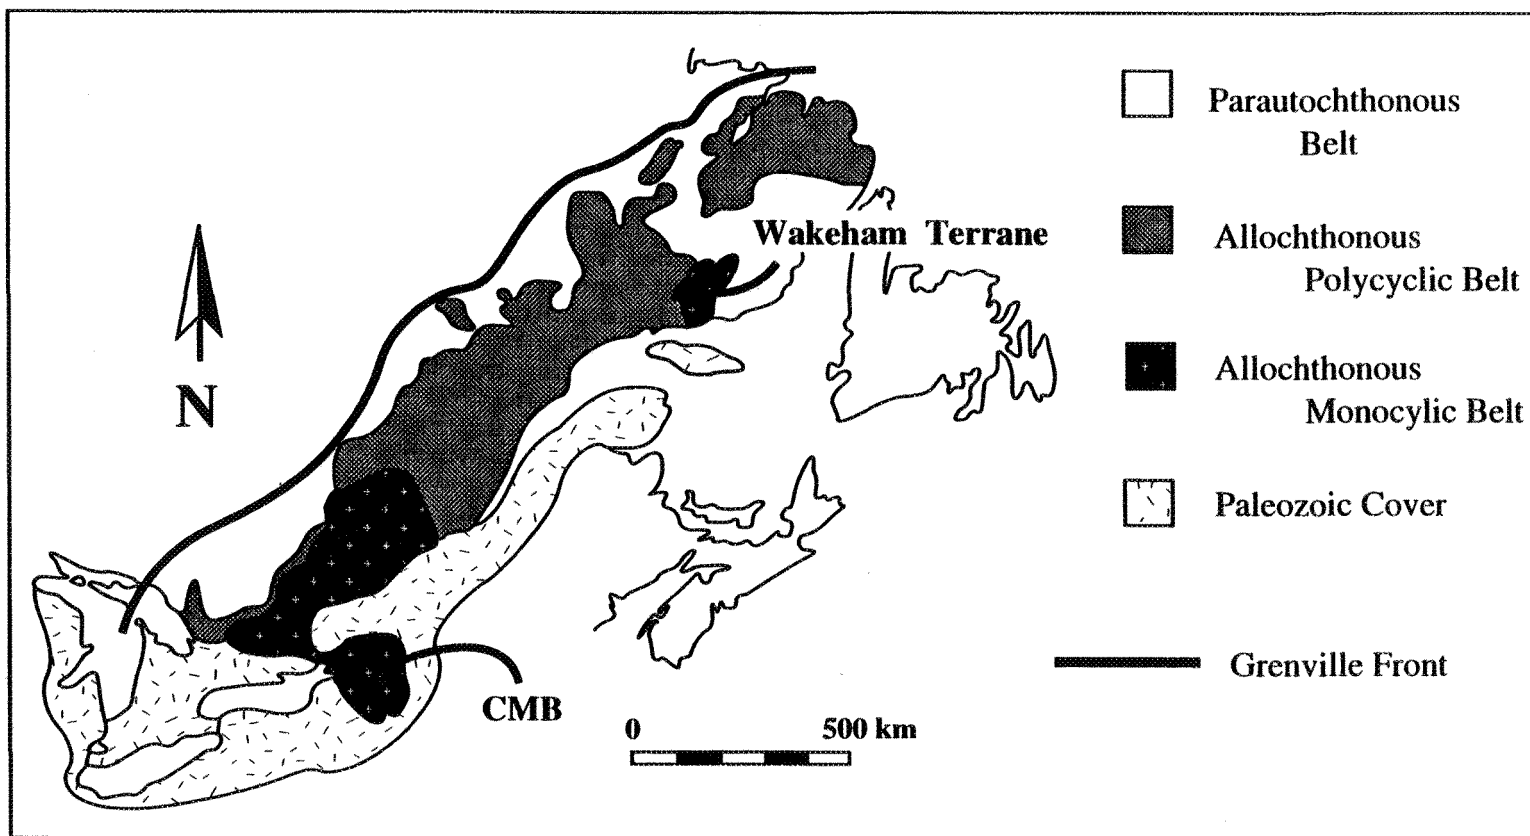 Parautochthonous
Belt
Allochthonous
Polycyclic Belt
Wakeham Terrane
Allochthonous
Monocylic Belt
N
Paleozoic Cover
Grenville Front
CMB
0 500 km